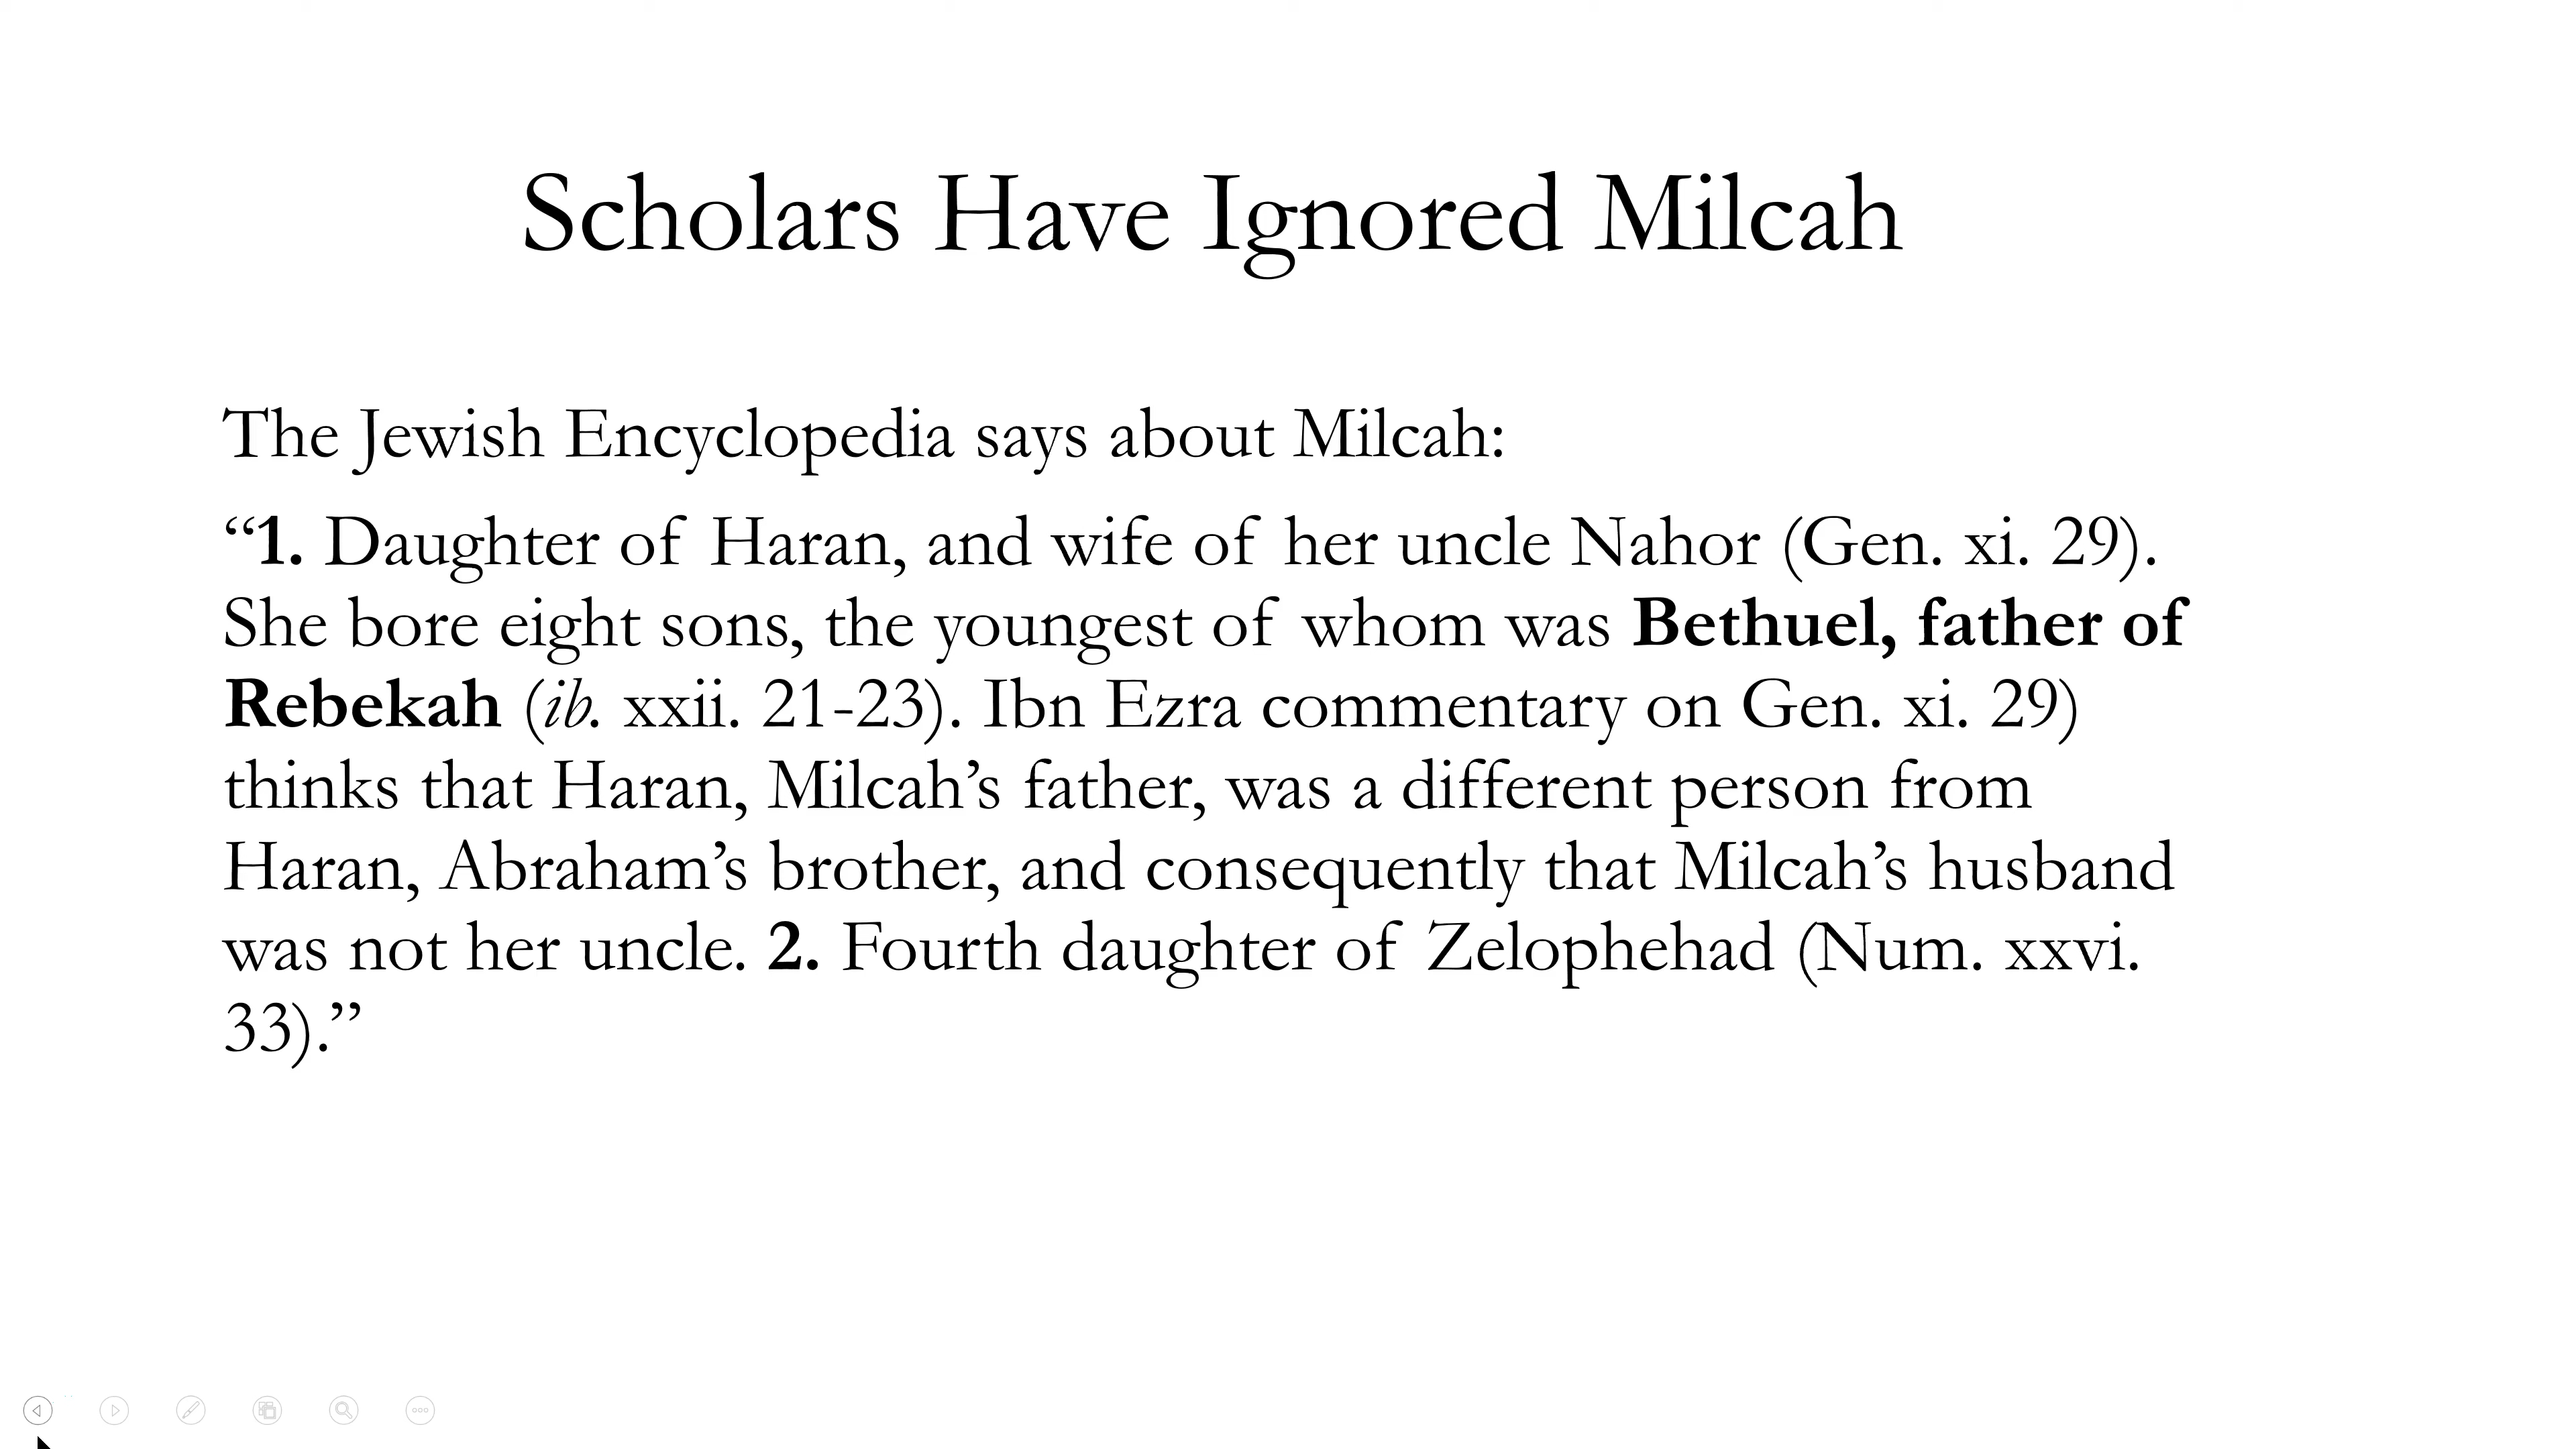 Scholars Have Ignored Milcah
The Jewish Encyclopedia says about Milcah:
“1. Daughter of Haran, and wife of her uncle Nahor (Gen. xi. 29).
She bore eight sons, the youngest of whom was Bethuel, father of
Rebekah (ib. xxii. 21-23). Ibn Ezra commentary on Gen. xi. 29)
thinks that Haran, Milcah’s father, was a different person from
Haran, Abraham’s brother, and consequently that Milcah’s husband
was not her uncle. 2. Fourth daughter of Zelophehad (Num. xxvi.
33).”